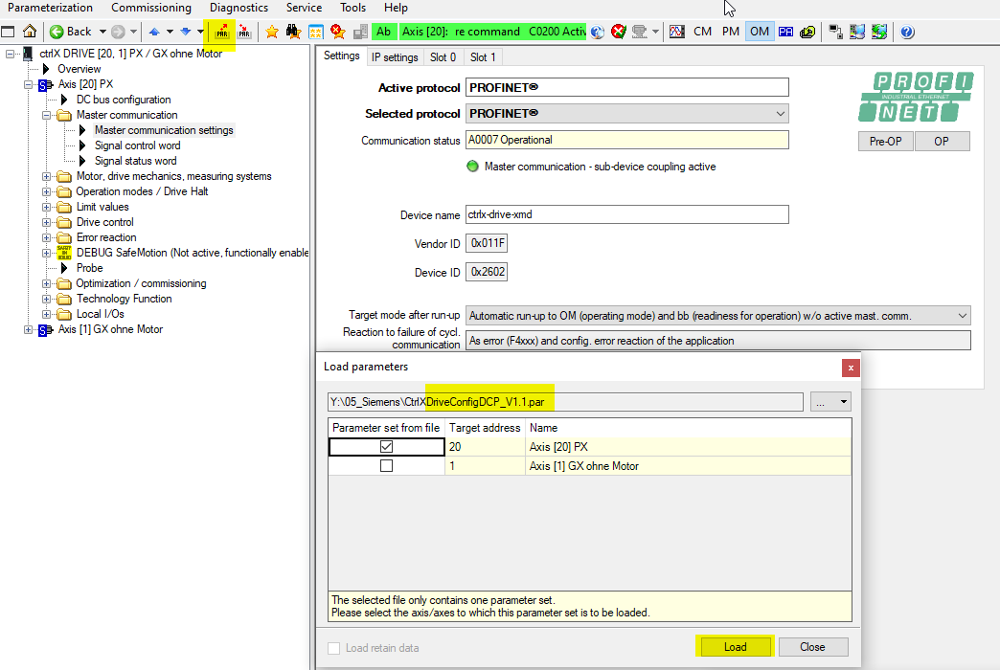 Parameterization Commissioning Diagnostics Service Tools Help
Back PAR PAR Ab Axis [20]: re command C0200 Activ CM PM OM
ctrlX DRIVE [20, 1] PX / GX ohne Motor
Overview
Axis [20] PX
DC bus configuration
Master communication
Master communication settings
Signal control word
Signal status word
Motor, drive mechanics, measuring systems
Operation modes / Drive Halt
Limit values
Drive control
Error reaction
DEBUG SafeMotion (Not active, functionally enable
Probe
Optimization / commissioning
Technology Function
Local I/Os
Axis [1] GX ohne Motor
Settings IP settings Slot 0 Slot 1
Active protocol PROFINET®
Selected protocol PROFINET®
Communication status A0007 Operational
Master communication - sub-device coupling active
PROFI
INDUSTRIAL ETHERNET
NET
Pre-OP OP
Device name ctrlx-drive-xmd
Vendor ID 0x011F
Device ID 0x2602
Target mode after run-up Automatic run-up to OM (operating mode) and bb (readiness for operation) w/o active mast. comm.
Reaction to failure of cycl.
communication As error (F4xxx) and config. error reaction of the application
Load parameters x
Y:\05_Siemens\CtrlXDriveConfigDCP_V1.1.par ...
Parameter set from file Target address Name
20 Axis [20] PX
1 Axis [1] GX ohne Motor
The selected file only contains one parameter set.
Please select the axis/axes to which this parameter set is to be loaded.
Load retain data Load Close